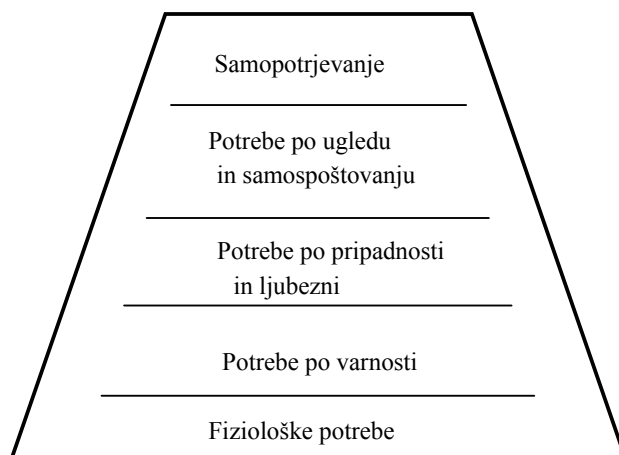 Samopotrjevanje
Potrebe po ugledu
in samospoštovanju
Potrebe po pripadnosti
in ljubezni
Potrebe po varnosti
Fiziološke potrebe